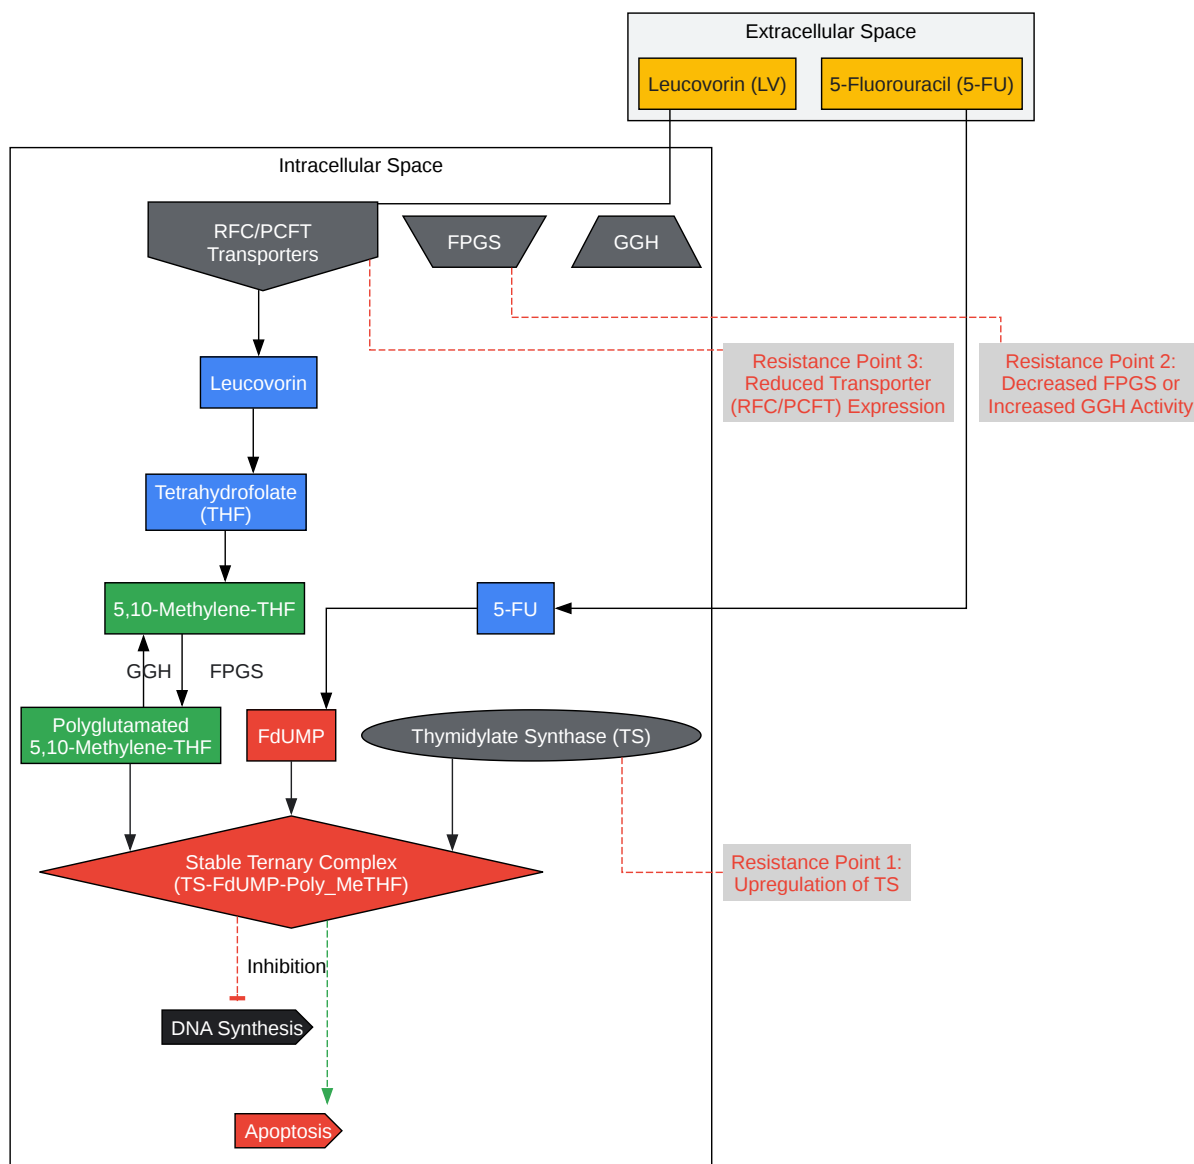 Extracellular Space
Leucovorin (LV)
5-Fluorouracil (5-FU)
Intracellular Space
RFC/PCFT
Transporters
FPGS
GGH
Resistance Point 3:
Reduced Transporter
(RFC/PCFT) Expression
Resistance Point 2:
Decreased FPGS or
Increased GGH Activity
Leucovorin
Tetrahydrofolate
(THF)
5,10-Methylene-THF
5-FU
GGH
FPGS
Polyglutamated
5,10-Methylene-THF
FdUMP
Thymidylate Synthase (TS)
Stable Ternary Complex
(TS-FdUMP-Poly_MeTHF)
Resistance Point 1:
Upregulation of TS
Inhibition
DNA Synthesis
Apoptosis